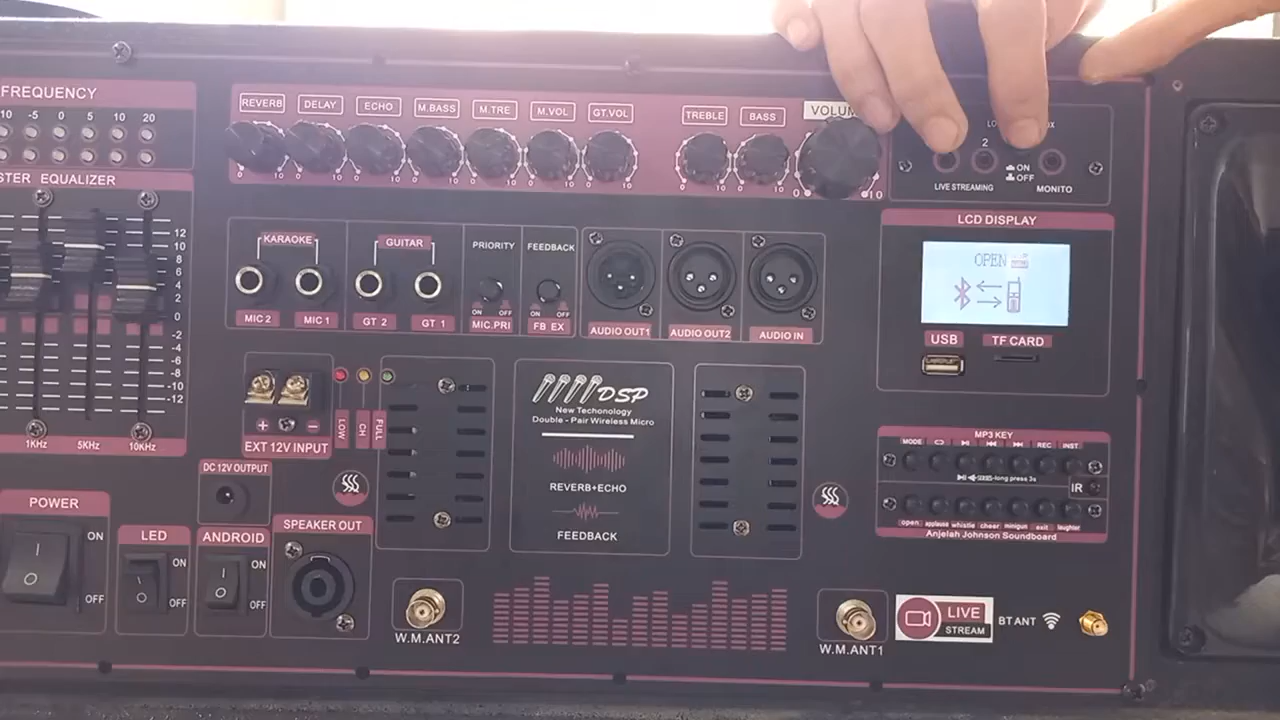 FREQUENCY
10 -5 0 5 10 20
STER EQUALIZER
12
10
8
6
4
2
0
-2
-4
-6
-8
-10
-12
1KHz 5KHz 10KHz
REVERB DELAY ECHO M.BASS M.TRE M.VOL GT.VOL TREBLE BASS VOLUM
0 10 0 10 0 10 0 10 0 10 0 10 0 10 0 10 0 10 0 10
2
ON
OFF
LIVE STREAMING MONITO
KARAOKE GUITAR PRIORITY FEEDBACK
ON OFF ON OFF
MIC 2 MIC 1 GT 2 GT 1 MIC.PRI FB EX
AUDIO OUT1 AUDIO OUT2 AUDIO IN
LCD DISPLAY
OPEN
USB TF CARD
+ -
EXT 12V INPUT
LOW CH FULL
DSP
New Techonology
Double - Pair Wireless Micro
REVERB+ECHO
FEEDBACK
MP3 KEY
MODE REC INST
long press 3s
IR
open applause whistle cheer minigun exit laughter
Anjelah Johnson Soundboard
DC 12V OUTPUT
SPEAKER OUT
POWER
ON
OFF
LED
ON
OFF
ANDROID
ON
OFF
W.M.ANT2
W.M.ANT1
LIVE
STREAM
BT ANT